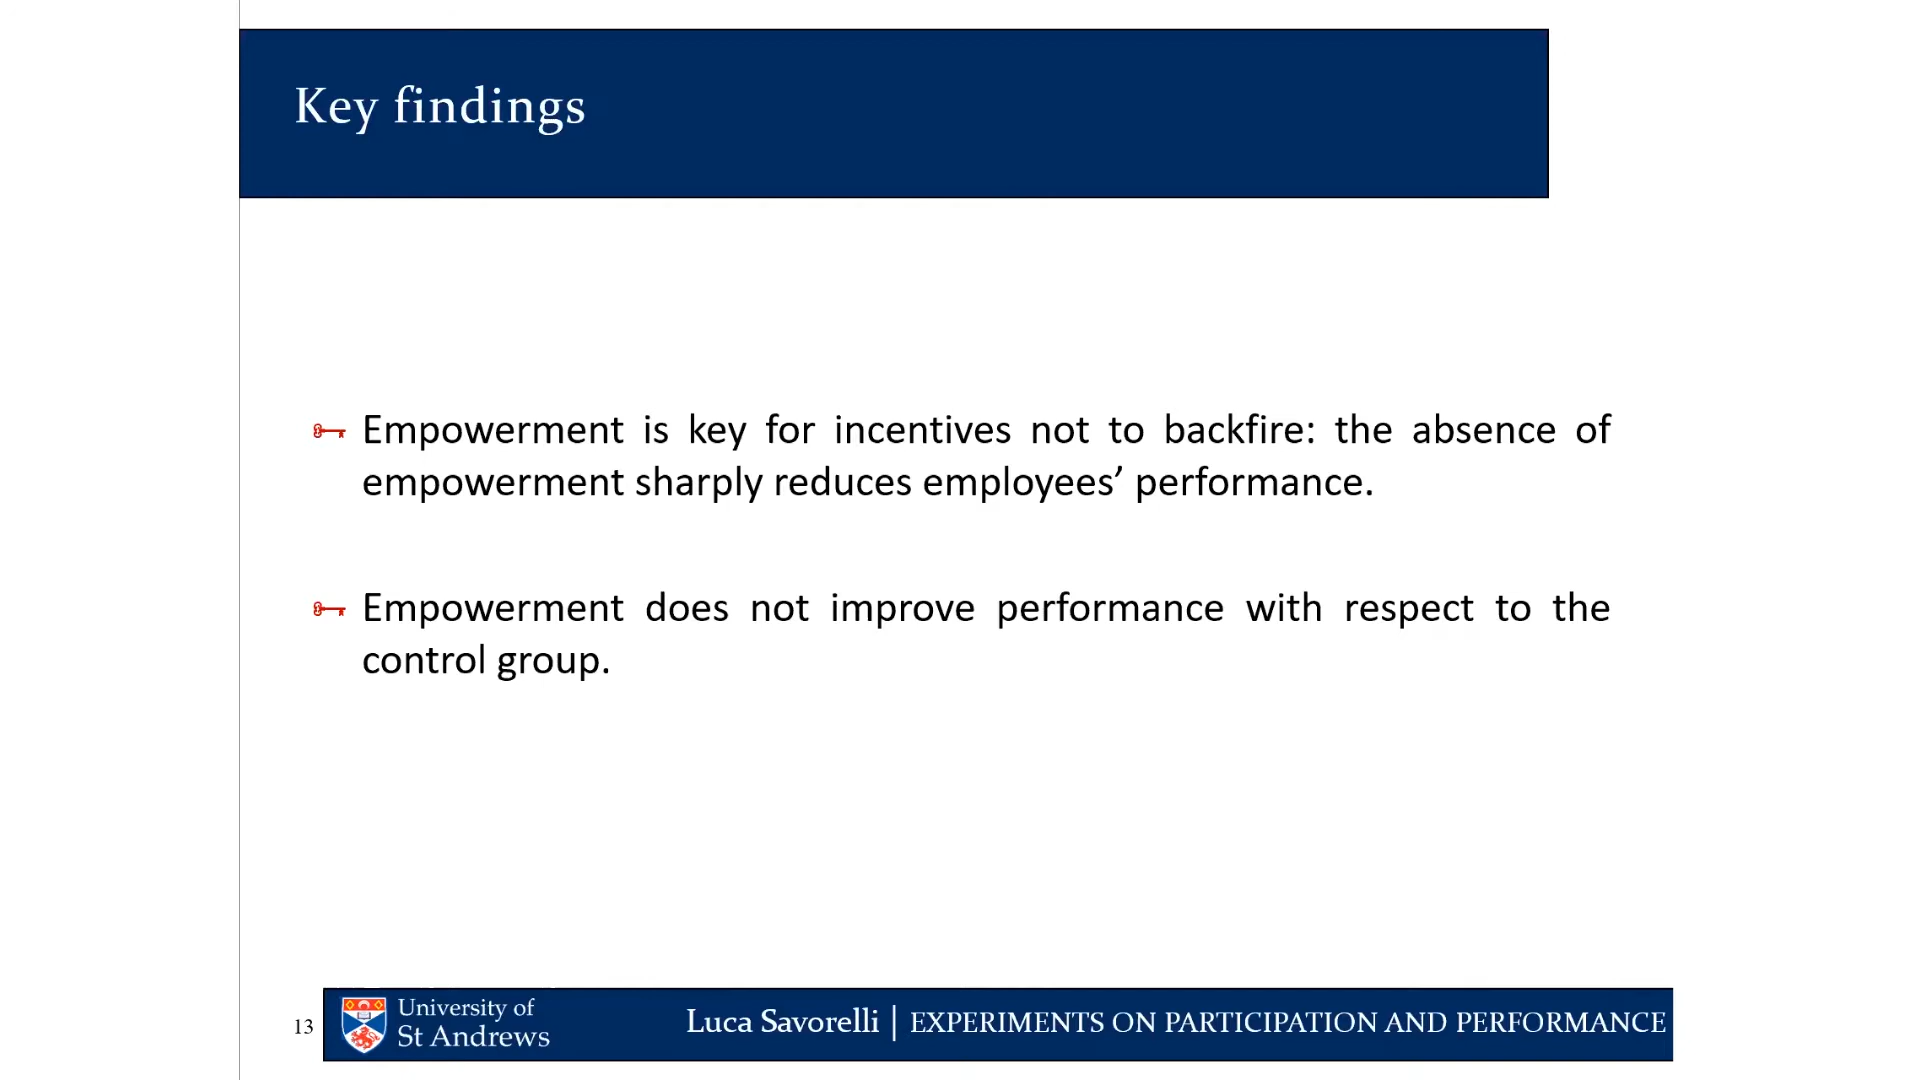 Key findings
Empowerment is key for incentives not to backfire: the absence of
empowerment sharply reduces employees’ performance.
Empowerment does not improve performance with respect to the
control group.
13
University of
St Andrews
Luca Savorelli | EXPERIMENTS ON PARTICIPATION AND PERFORMANCE